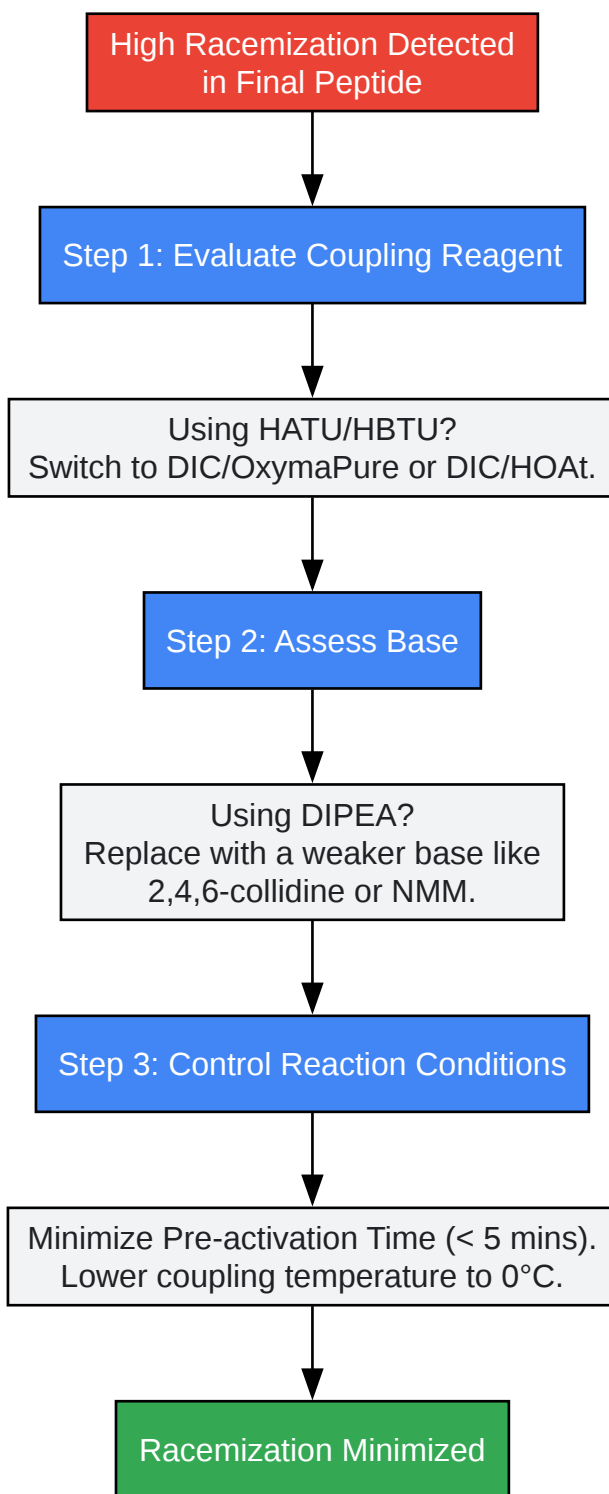 High Racemization Detected
in Final Peptide
Step 1: Evaluate Coupling Reagent
Using HATU/HBTU?
Switch to DIC/OxymaPure or DIC/HOAt.
Step 2: Assess Base
Using DIPEA?
Replace with a weaker base like
2,4,6-collidine or NMM.
Step 3: Control Reaction Conditions
Minimize Pre-activation Time (< 5 mins).
Lower coupling temperature to 0°C.
Racemization Minimized